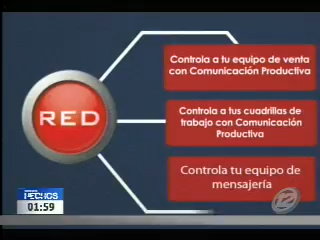 Controla a tu equipo de venta
con Comunicación Productiva
RED
Controla a tus cuadrillas de
trabajo con Comunicación
Productiva
Controla tu equipo de
mensajería
HECHOS
01:59
12